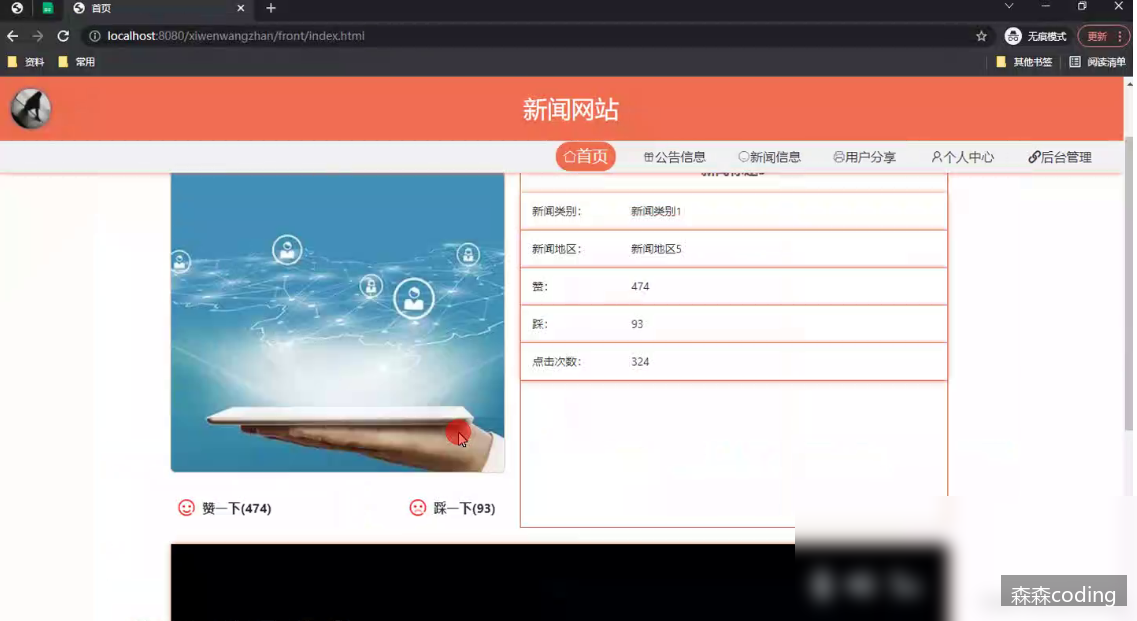 首页
localhost:8080/xiwenwangzhan/front/index.html
无痕模式
更新
资料
常用
其他书签
阅读清单
新闻网站
首页
公告信息
新闻信息
用户分享
个人中心
后台管理
新闻类别：
新闻类别1
新闻地区：
新闻地区5
赞：
474
踩：
93
点击次数：
324
赞一下(474)
踩一下(93)
森森coding